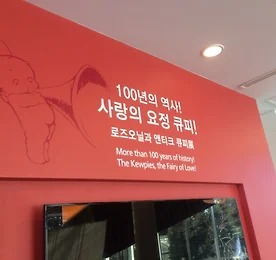 100년의 역사!
사랑의 요정 큐피!
로즈오닐과 앤티크 큐피展
More than 100 years of history!
The Kewpies, the Fairy of Love!